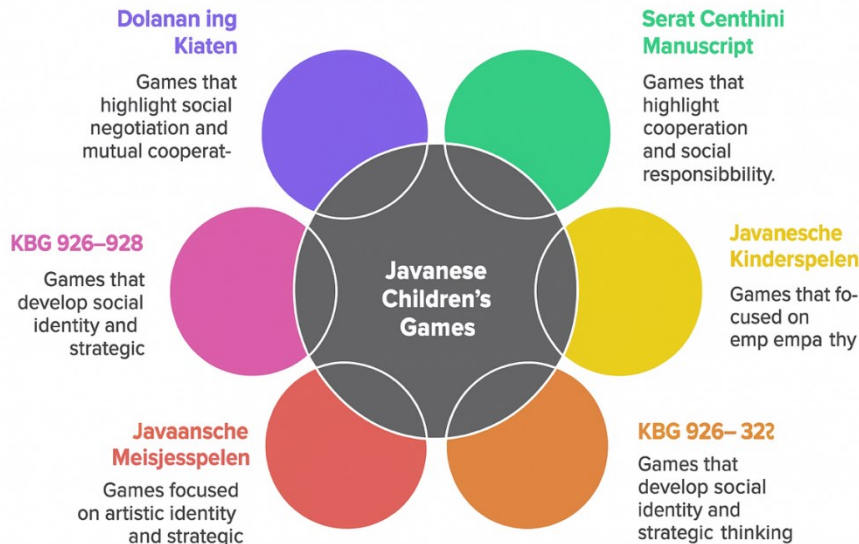 Dolanan ing
Kiaten
Games that
highlight social
negotiation and
mutual cooperat-
Serat Centhini
Manuscript
Games that
highlight
cooperation
and social
responsibbility.
KBG 926–928
Games that
develop social
identity and
strategic
Javanese
Children's
Games
Javanesche
Kinderspelen
Games that fo-
cused on
emp empa thy
Javaansche
Meisjesspelen
Games focused
on artistic identity
and strategic
KBG 926– 322
Games that
develop social
identity and
strategic thinking